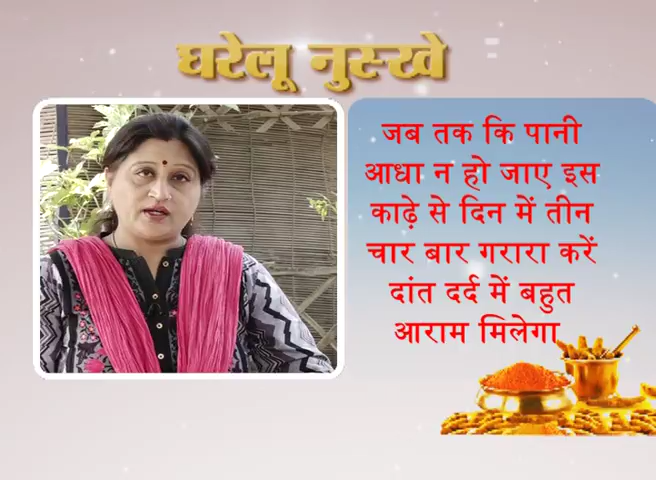 घरेलू नुस्खे
जब तक कि पानी
आधा न हो जाए इस
काढ़े से दिन में तीन
चार बार गरारा करें
दांत दर्द में बहुत
आराम मिलेगा